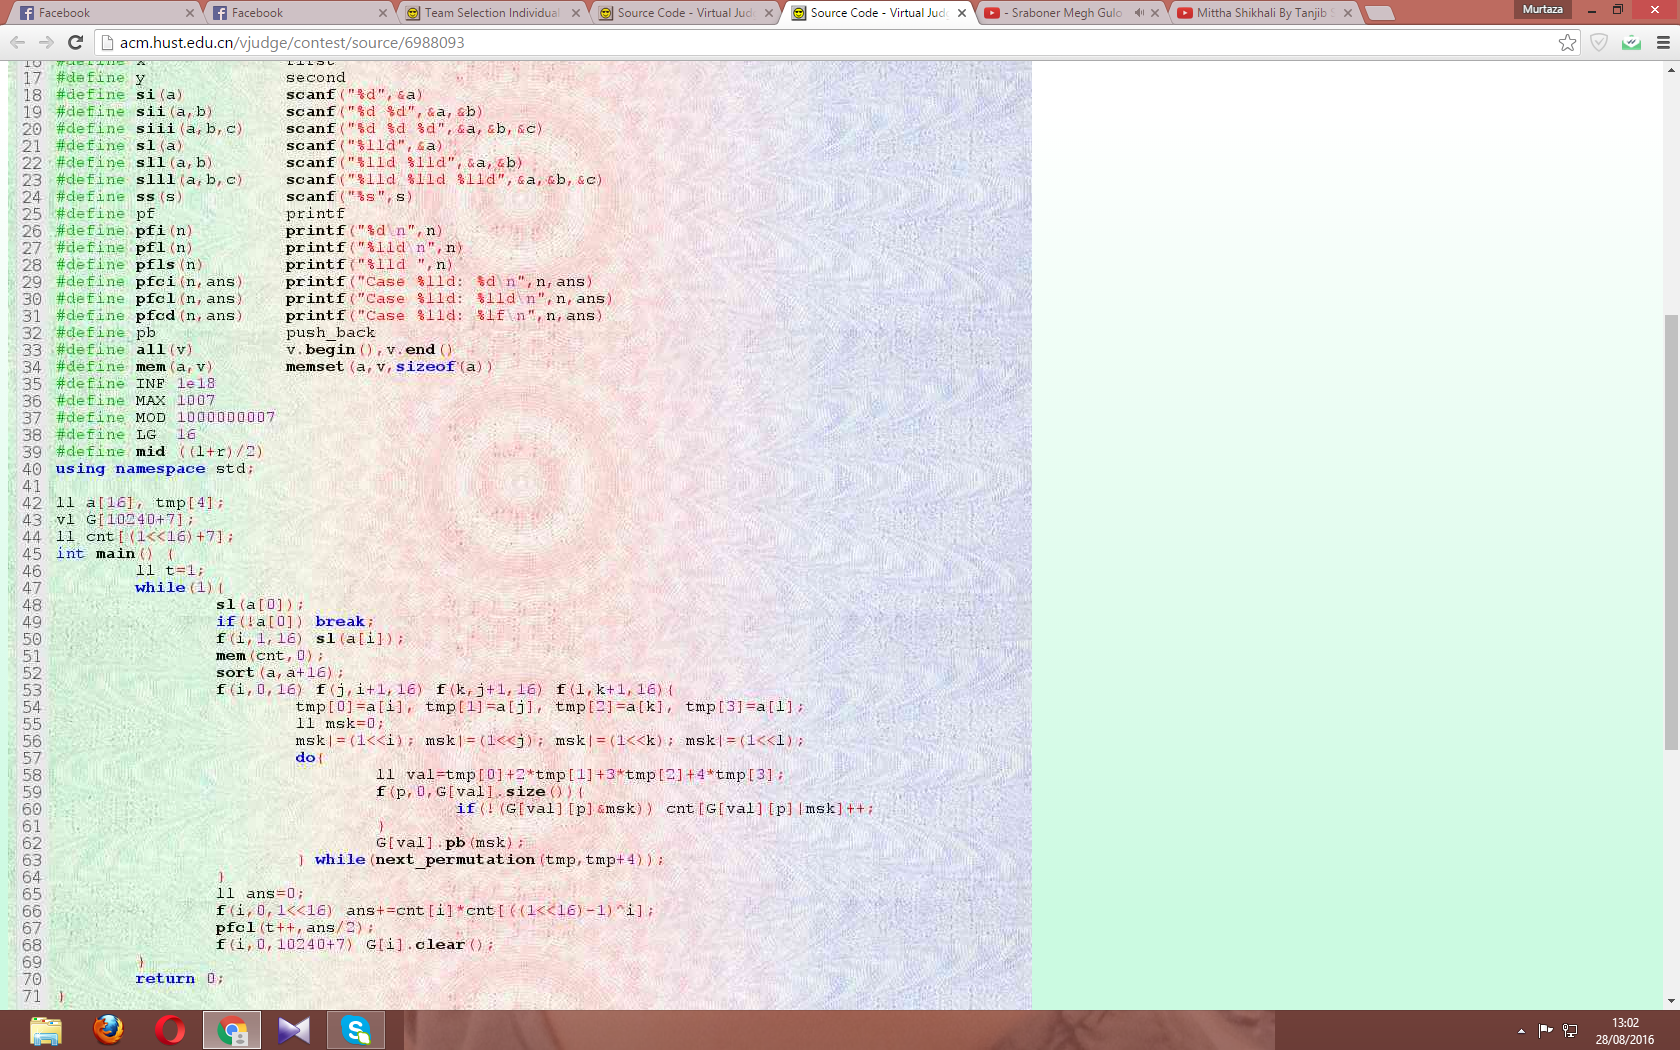 Facebook
Facebook
Team Selection Individual
Source Code - Virtual Jud
Source Code - Virtual Jud
- Sraboner Megh Gulo
Mittha Shikhali By Tanjib S
Murtaza
acm.hust.edu.cn/vjudge/contest/source/6988093
16 #define x first
17 #define y second
18 #define si(a) scanf("%d",&a)
19 #define sii(a,b) scanf("%d %d",&a,&b)
20 #define siii(a,b,c) scanf("%d %d %d",&a,&b,&c)
21 #define sl(a) scanf("%lld",&a)
22 #define sll(a,b) scanf("%lld %lld",&a,&b)
23 #define slll(a,b,c) scanf("%lld %lld %lld",&a,&b,&c)
24 #define ss(s) scanf("%s",s)
25 #define pf printf
26 #define pfi(n) printf("%d\n",n)
27 #define pfl(n) printf("%lld\n",n)
28 #define pfls(n) printf("%lld ",n)
29 #define pfci(n,ans) printf("Case %lld: %d\n",n,ans)
30 #define pfcl(n,ans) printf("Case %lld: %lld\n",n,ans)
31 #define pfcd(n,ans) printf("Case %lld: %lf\n",n,ans)
32 #define pb push_back
33 #define all(v) v.begin(),v.end()
34 #define mem(a,v) memset(a,v,sizeof(a))
35 #define INF 1e18
36 #define MAX 1007
37 #define MOD 1000000007
38 #define LG 16
39 #define mid ((l+r)/2)
40 using namespace std;
41
42 ll a[16], tmp[4];
43 vl G[10240+7];
44 ll cnt[(1<<16)+7];
45 int main() {
46 ll t=1;
47 while(1){
48 sl(a[0]);
49 if(!a[0]) break;
50 f(i,1,16) sl(a[i]);
51 mem(cnt,0);
52 sort(a,a+16);
53 f(i,0,16) f(j,i+1,16) f(k,j+1,16) f(l,k+1,16){
54 tmp[0]=a[i], tmp[1]=a[j], tmp[2]=a[k], tmp[3]=a[l];
55 ll msk=0;
56 msk|=(1<<i); msk|=(1<<j); msk|=(1<<k); msk|=(1<<l);
57 do{
58 ll val=tmp[0]+2*tmp[1]+3*tmp[2]+4*tmp[3];
59 f(p,0,G[val].size()){
60 if(!(G[val][p]&msk)) cnt[G[val][p]|msk]++;
61 }
62 G[val].pb(msk);
63 } while(next_permutation(tmp,tmp+4));
64 }
65 ll ans=0;
66 f(i,0,1<<16) ans+=cnt[i]*cnt[((1<<16)-1)^i];
67 pfcl(t++,ans/2);
68 f(i,0,10240+7) G[i].clear();
69 }
70 return 0;
71 }
13:02
28/08/2016